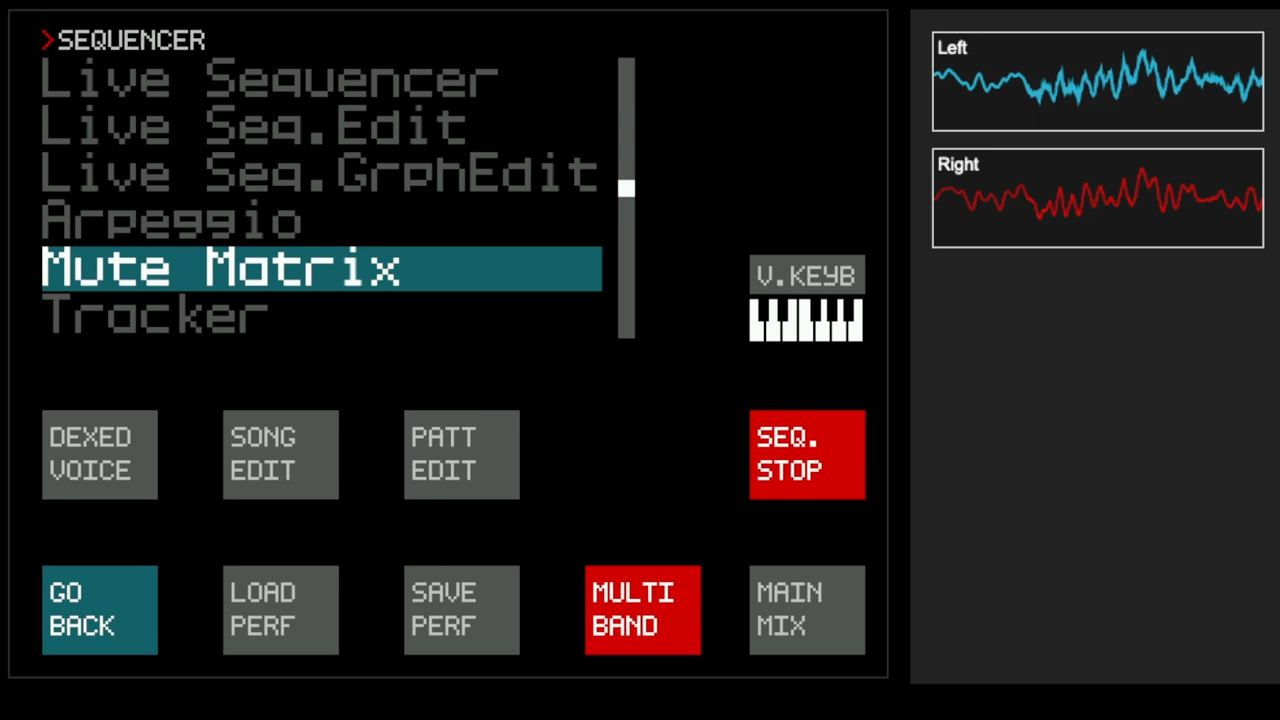 >SEQUENCER
Live Sequencer
Live Seq.Edit
Live Seq.GrphEdit
Arpeggio
Mute Matrix
Tracker
V.KEYB
DEXED
VOICE
SONG
EDIT
PATT
EDIT
SEQ.
STOP
GO
BACK
LOAD
PERF
SAVE
PERF
MULTI
BAND
MAIN
MIX
Left
Right